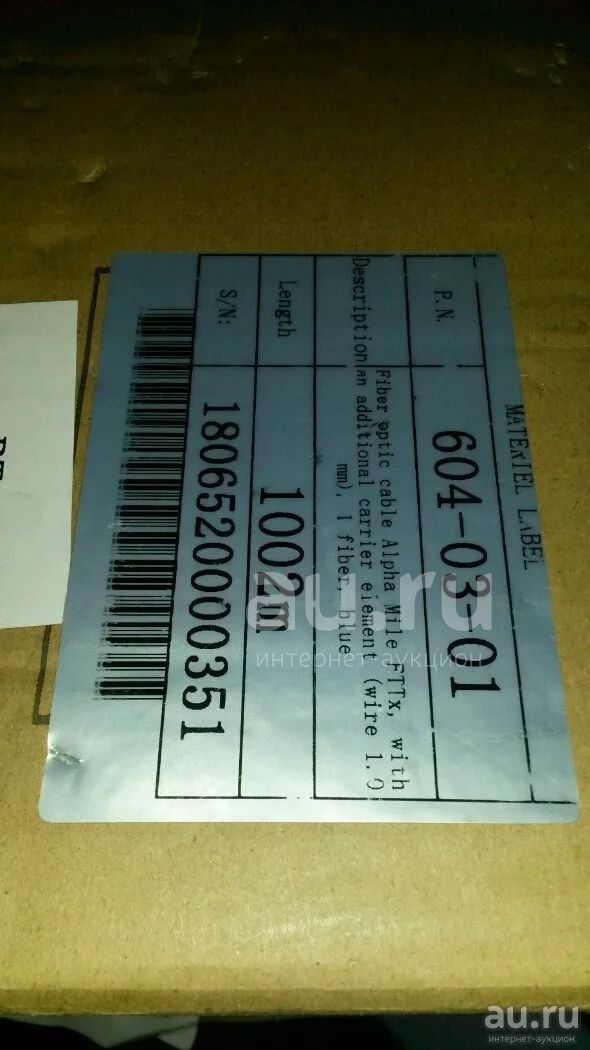 MATERIEL LABEL
P.N. 604-03-01
Fiber optic cable Alpha Mile FTTx, with
Description an additional carrier element (wire 1.0
mm), 1 fiber, blue
Length 1002m
S/N: 1806520000351
au.ru
интернет-аукцион
au.ru
интернет-аукцион